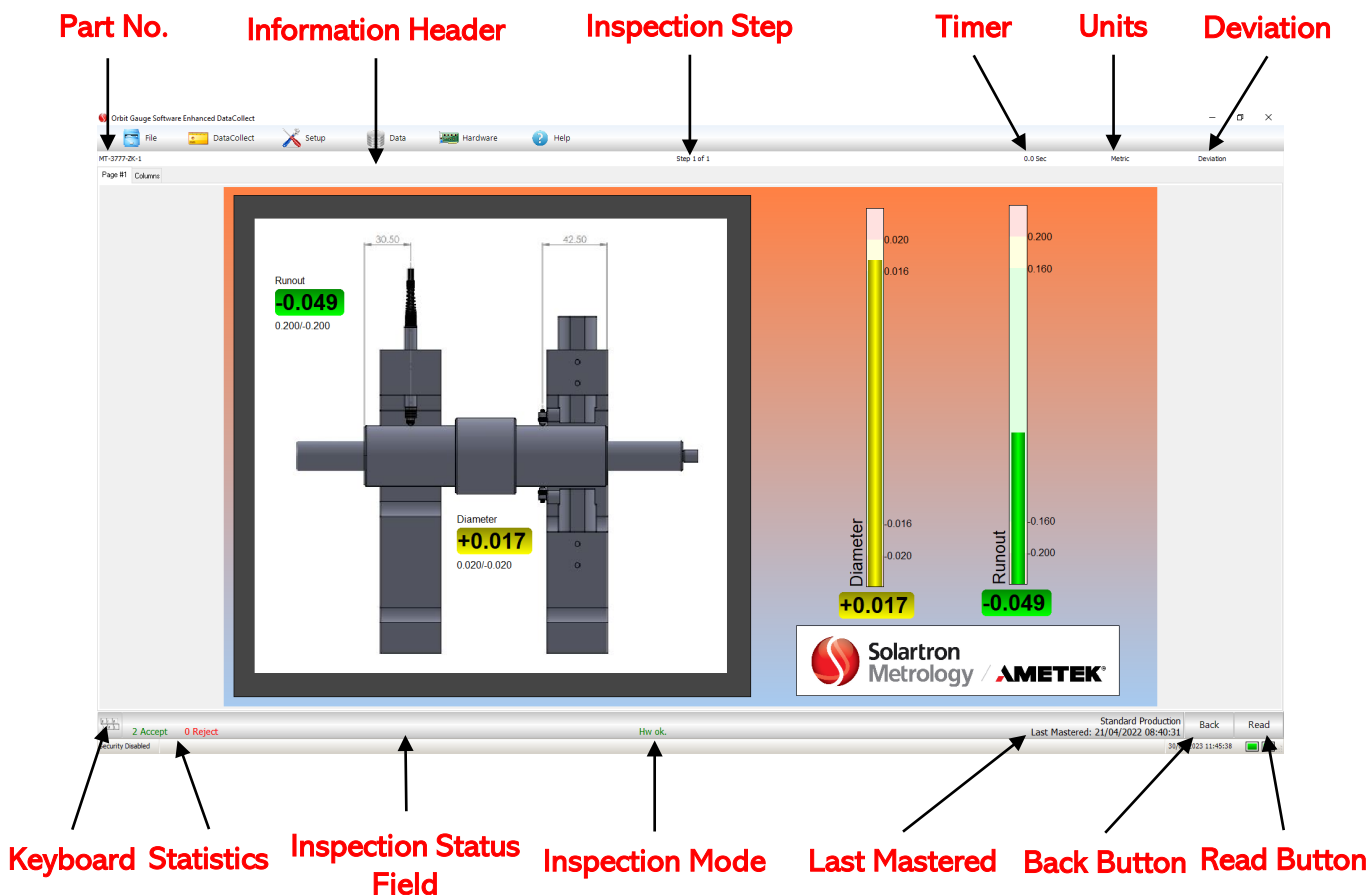 Part No.
Information Header
Inspection Step
Timer
Units
Deviation
Orbit Gauge Software Enhanced DataCollect
File
DataCollect
Setup
Data
Hardware
Help
MT-3777-ZK-1
Step 1 of 1
0.0 Sec
Metric
Deviation
Page #1
Columns
30.50
42.50
Runout
-0.049
0.200/-0.200
Diameter
+0.017
0.020/-0.020
0.020
0.016
-0.016
-0.020
Diameter
+0.017
0.200
0.160
-0.160
-0.200
Runout
-0.049
Solartron
Metrology / AMETEK®
2 Accept
0 Reject
Hw ok.
Standard Production
Last Mastered: 21/04/2022 08:40:31
Back
Read
Security Disabled
11:45:38
Keyboard
Statistics
Inspection Status
Field
Inspection Mode
Last Mastered
Back Button
Read Button